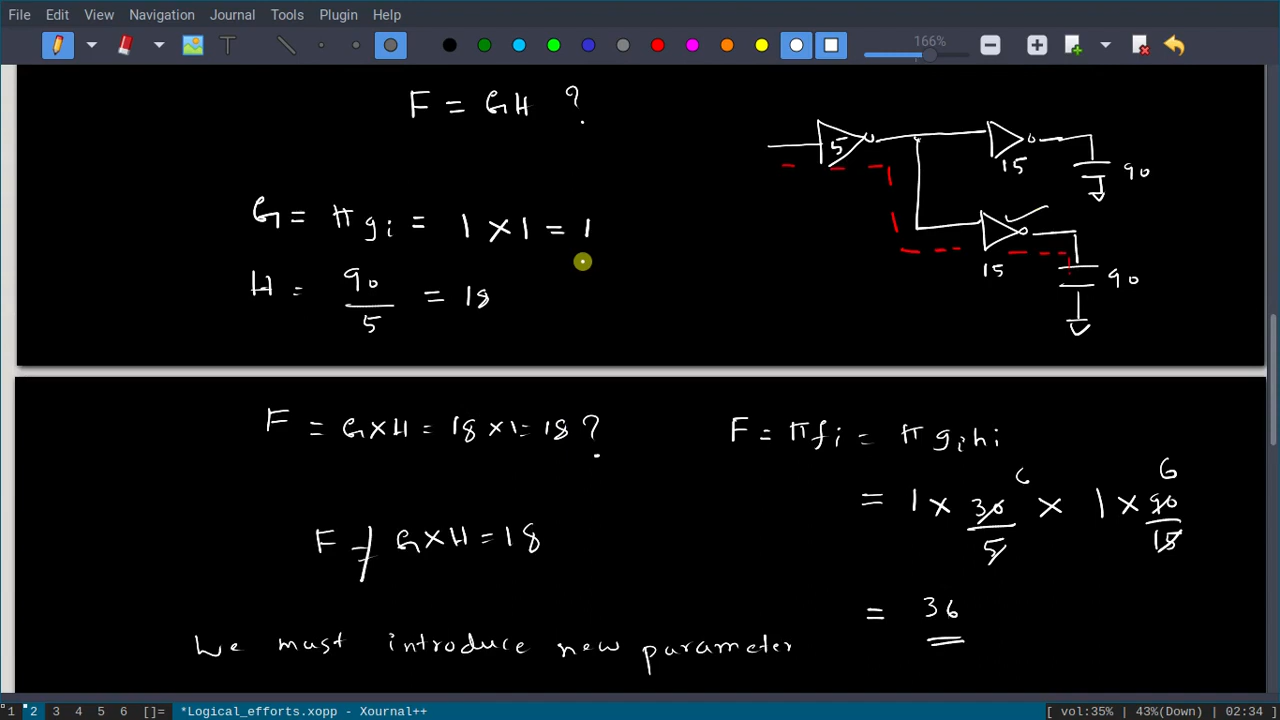 File Edit View Navigation Journal Tools Plugin Help
T 166%
F = GH ?
G = π gi = 1 × 1 = 1
H = 90/5 = 18
5
15
90
15
90
F = G×H = 18 ×1 = 18 ?
F ≠ G×H = 18
We must introduce new parameter
F = πfi = π gihi
= 1 × 30/5 6 × 1 × 90/15 6
= 36
1 2 3 4 5 6 []= *Logical_efforts.xopp - Xournal++ [ vol:35% | 43%(Down) | 02:34 ]